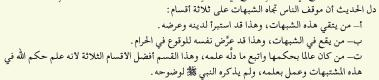 دل الحديث أن موقف الناس تجاه الشبهات على ثلاثة أقسام:
أ– من يتقي هذه الشبهات، وهذا قد استبرأ لدينه وعرضه.
ب– من يقع في الشبهات، وهذا قد عرّض نفسه للوقوع في الحرام.
ت– من كان عالما بحكمها واتبع ما دلّه علمه، وهذا القسم أفضل الاقسام الثلاثة لانه علم حكم الله في
هذه المشتبهات وعمل بعلمه، ولم يذكره النبي ﷺ لوضوحه.